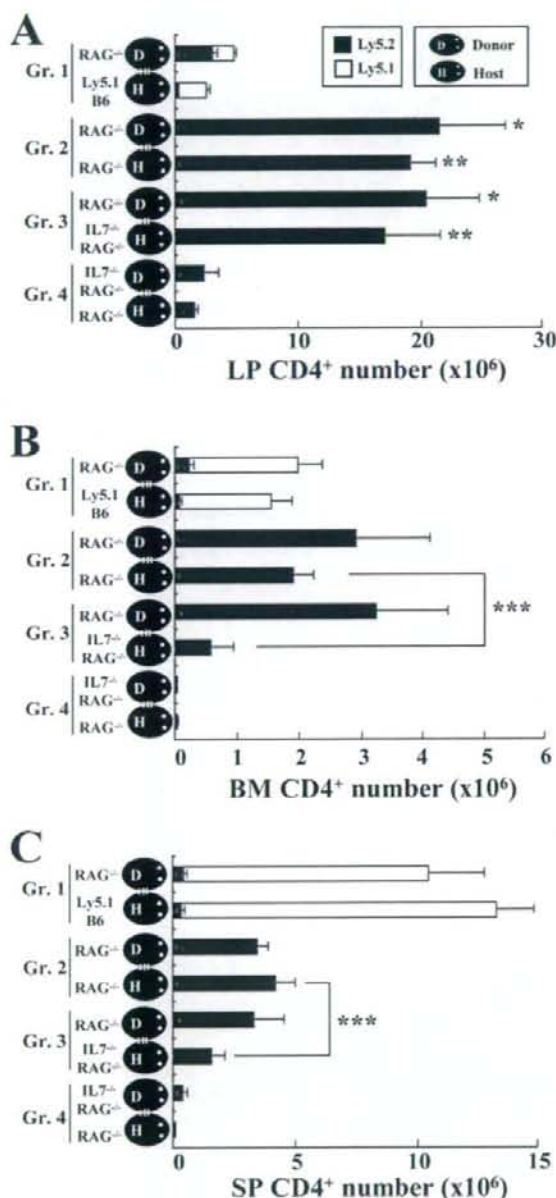 A
Ly5.2
Ly5.1
D Donor
H Host
Gr. 1
RAG-/- D
Ly5.1
B6 H
Gr. 2
RAG-/- D
RAG-/- H
Gr. 3
RAG-/- D
IL7-/-
RAG-/- H
Gr. 4
IL7-/-
RAG-/- D
RAG-/- H
*
**
*
**
0 10 20 30
LP CD4+ number (x10⁶)
B
Gr. 1
RAG-/- D
Ly5.1
B6 H
Gr. 2
RAG-/- D
RAG-/- H
Gr. 3
RAG-/- D
IL7-/-
RAG-/- H
Gr. 4
IL7-/-
RAG-/- D
RAG-/- H
***
0 1 2 3 4 5 6
BM CD4+ number (x10⁶)
C
Gr. 1
RAG-/- D
Ly5.1
B6 H
Gr. 2
RAG-/- D
RAG-/- H
Gr. 3
RAG-/- D
IL7-/-
RAG-/- H
Gr. 4
IL7-/-
RAG-/- D
RAG-/- H
***
0 5 10 15
SP CD4+ number (x10⁶)